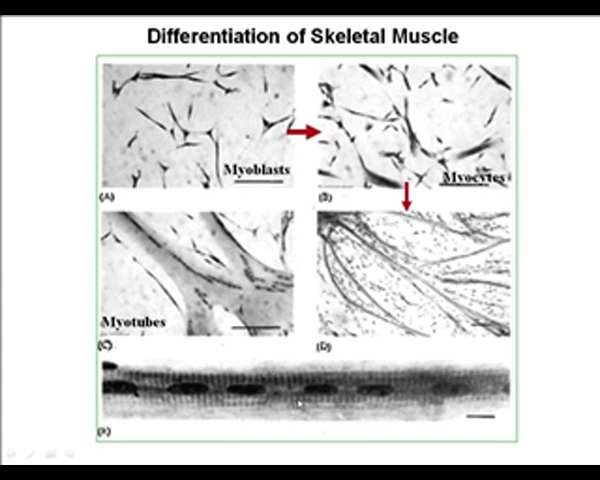 Differentiation of Skeletal Muscle
Myoblasts
Myocytes
(A)
(B)
Myotubes
(C)
(D)